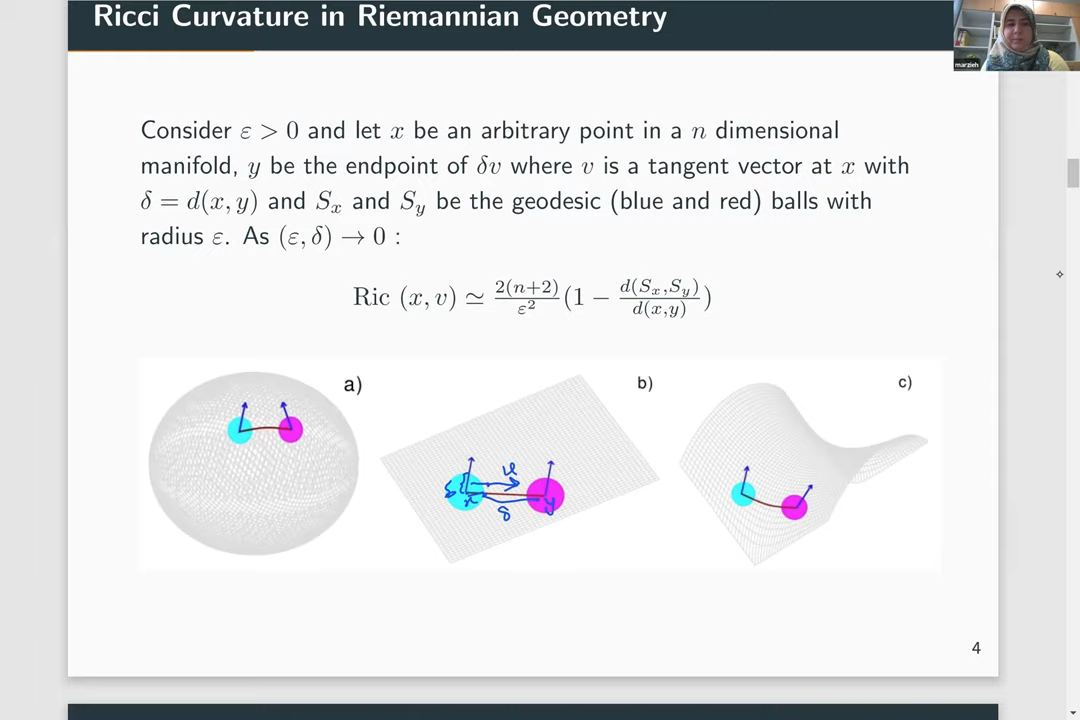 Ricci Curvature in Riemannian Geometry
marzieh
Consider ε > 0 and let x be an arbitrary point in a n dimensional
manifold, y be the endpoint of δv where v is a tangent vector at x with
δ = d(x, y) and Sₓ and S_y be the geodesic (blue and red) balls with
radius ε. As (ε, δ) → 0 :
Ric (x, v) ≃ 2(n+2)/ε² (1 − d(Sₓ,S_y)/d(x,y))
a)
b)
c)
x
δ
y
4